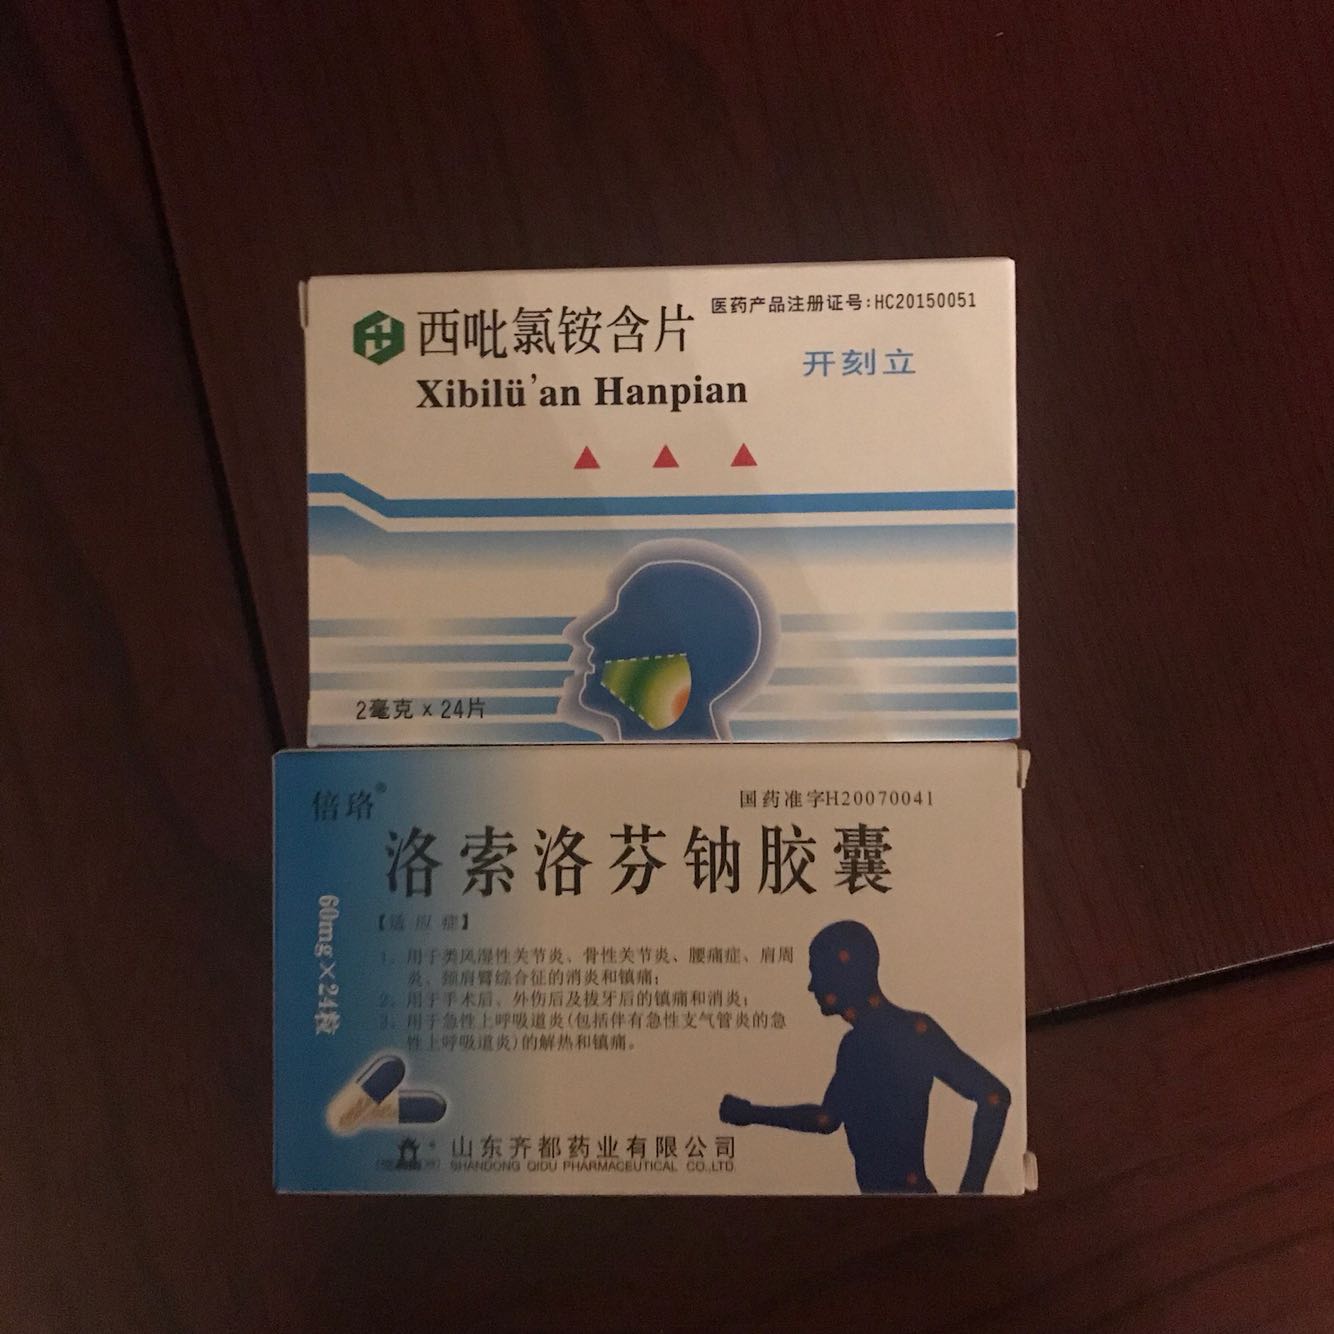 西吡氯铵含片
医药产品注册证号:HC20150051
Xibilü'an Hanpian
开刻立
2毫克×24片
倍珞®
国药准字H20070041
洛索洛芬钠胶囊
60mg×24粒
【适应症】
1、用于类风湿性关节炎、骨性关节炎、腰痛症、肩周
炎、颈肩臂综合征的消炎和镇痛;
2、用于手术后、外伤后及拔牙后的镇痛和消炎;
3、用于急性上呼吸道炎(包括伴有急性支气管炎的急
性上呼吸道炎)的解热和镇痛。
山东齐都药业有限公司
SHANDONG QIDU PHARMACEUTICAL CO.,LTD.